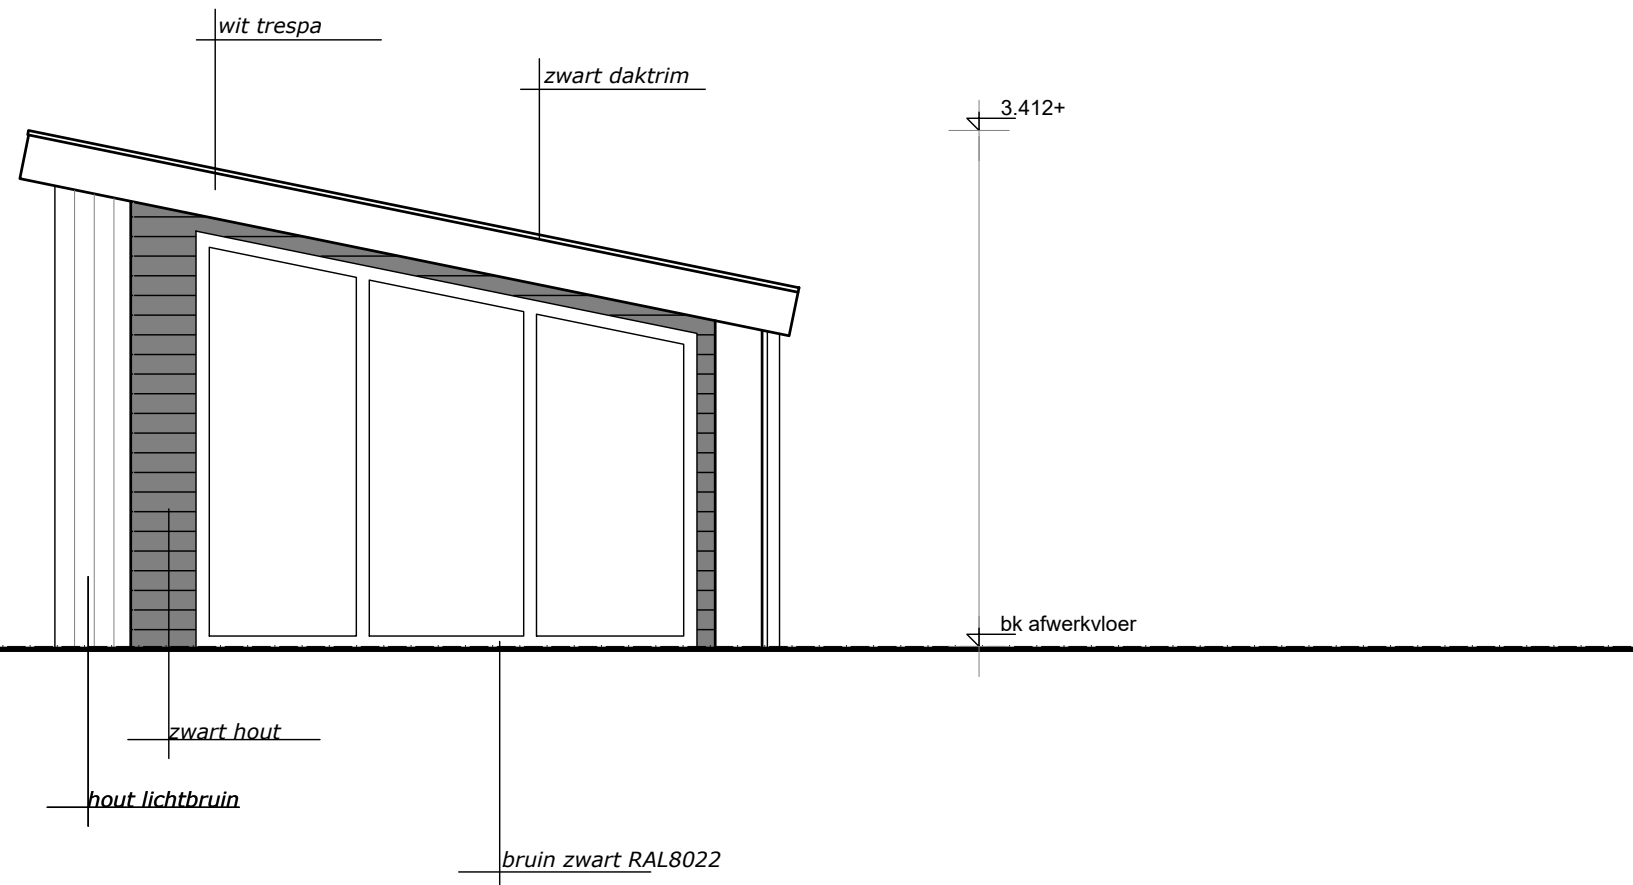 wit trespa
zwart daktrim
3.412+
bk afwerkvloer
zwart hout
hout lichtbruin
bruin zwart RAL8022